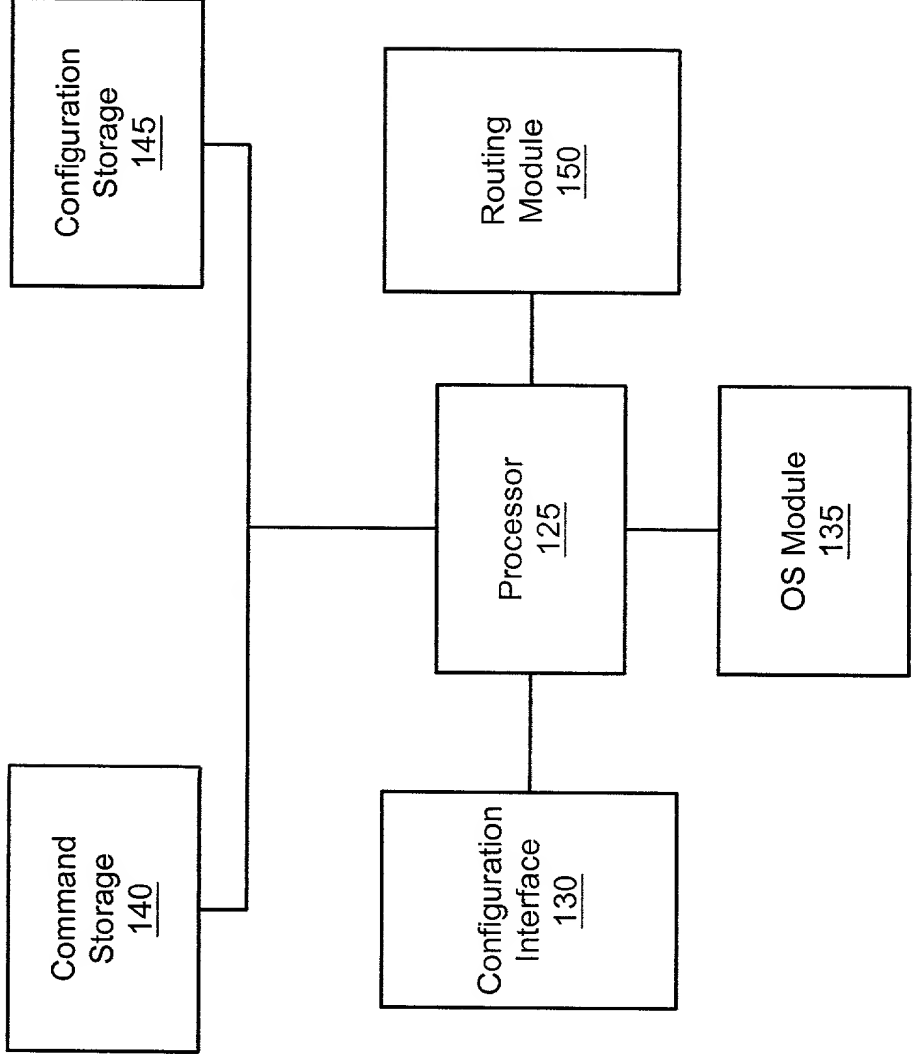 Command
Storage
140
Configuration
Storage
145
Configuration
Interface
130
Processor
125
Routing
Module
150
OS Module
135